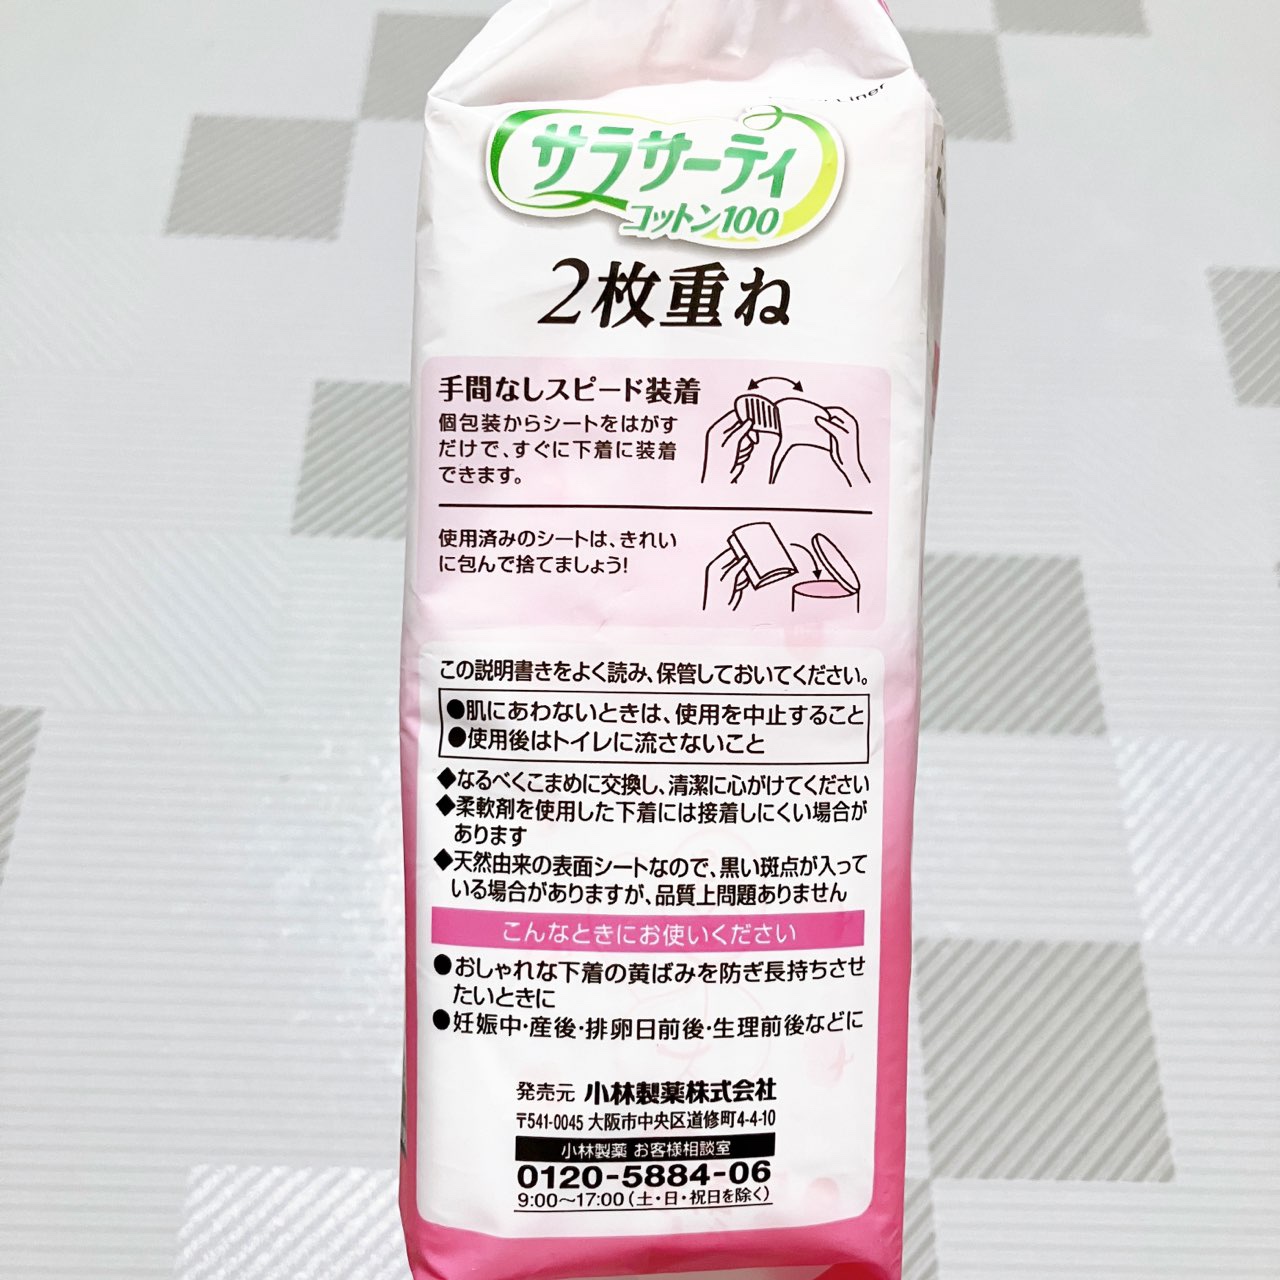 Liner
サラサーティ
コットン100
2枚重ね
手間なしスピード装着
個包装からシートをはがす
だけで、すぐに下着に装着
できます。
使用済みのシートは、きれい
に包んで捨てましょう!
この説明書きをよく読み、保管しておいてください。
●肌にあわないときは、使用を中止すること
●使用後はトイレに流さないこと
◆なるべくこまめに交換し、清潔に心がけてください
◆柔軟剤を使用した下着には接着しにくい場合が
あります
◆天然由来の表面シートなので、黒い斑点が入って
いる場合がありますが、品質上問題ありません
こんなときにお使いください
●おしゃれな下着の黄ばみを防ぎ長持ちさせ
たいときに
●妊娠中・産後・排卵日前後・生理前後などに
発売元 小林製薬株式会社
〒541-0045 大阪市中央区道修町4-4-10
小林製薬 お客様相談室
0120-5884-06
9:00〜17:00(土・日・祝日を除く)